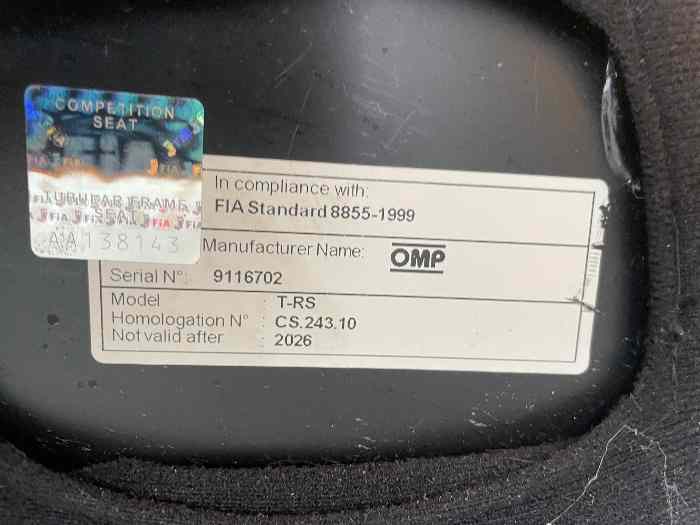 COMPETITION
SEAT
TUBULAR FRAME
SEAT
AA138143
In compliance with:
FIA Standard 8855-1999
Manufacturer Name: OMP
Serial N°: 9116702
Model : T-RS
Homologation N° : CS.243.10
Not valid after : 2026